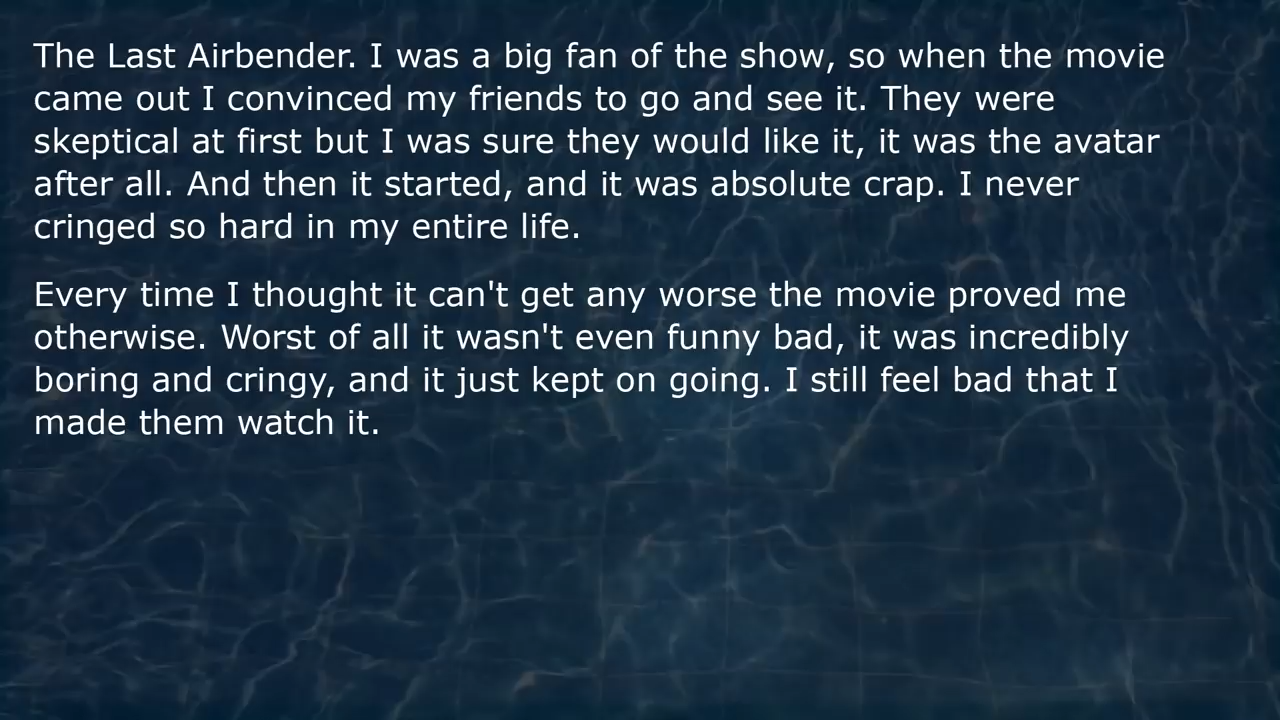 The Last Airbender. I was a big fan of the show, so when the movie
came out I convinced my friends to go and see it. They were
skeptical at first but I was sure they would like it, it was the avatar
after all. And then it started, and it was absolute crap. I never
cringed so hard in my entire life.
Every time I thought it can't get any worse the movie proved me
otherwise. Worst of all it wasn't even funny bad, it was incredibly
boring and cringy, and it just kept on going. I still feel bad that I
made them watch it.